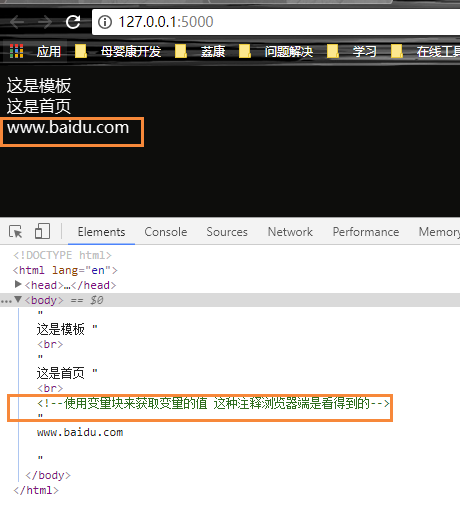 127.0.0.1:5000
应用 母婴康开发 荔康 问题解决 学习 在线工具
这是模板
这是首页
www.baidu.com
Elements Console Sources Network Performance Memory
<!DOCTYPE html>
<html lang="en">
▶<head>…</head>
…▼<body> == $0
"
这是模板 "
<br>
"
这是首页 "
<br>
<!--使用变量块来获取变量的值 这种注释浏览器端是看得到的-->
"
www.baidu.com
"
</body>
</html>